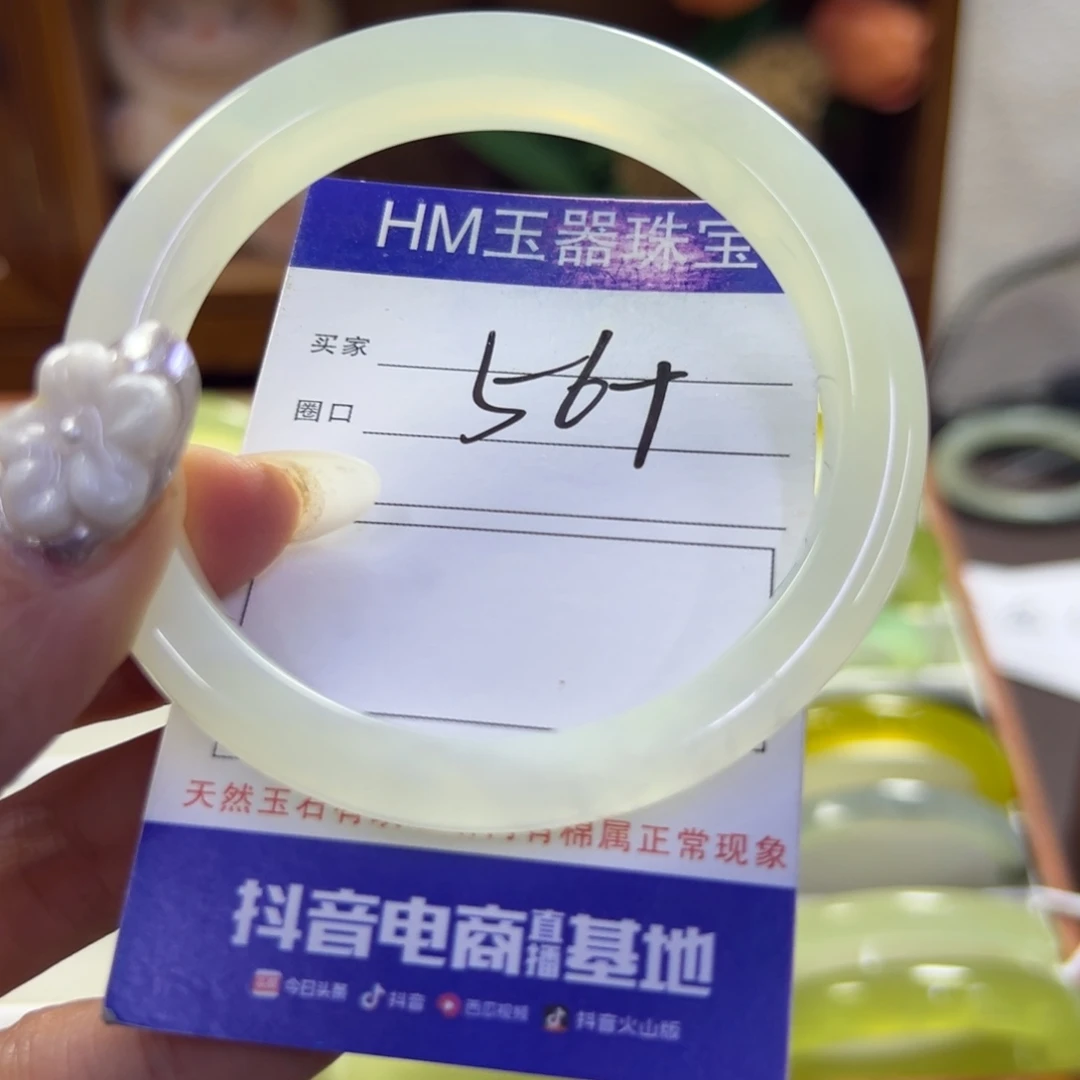 HM玉器珠宝
买家
56+
圈口
天然玉石有
有棉属正常现象
抖音电商直播基地
今日头条 抖音 西瓜视频 抖音火山版